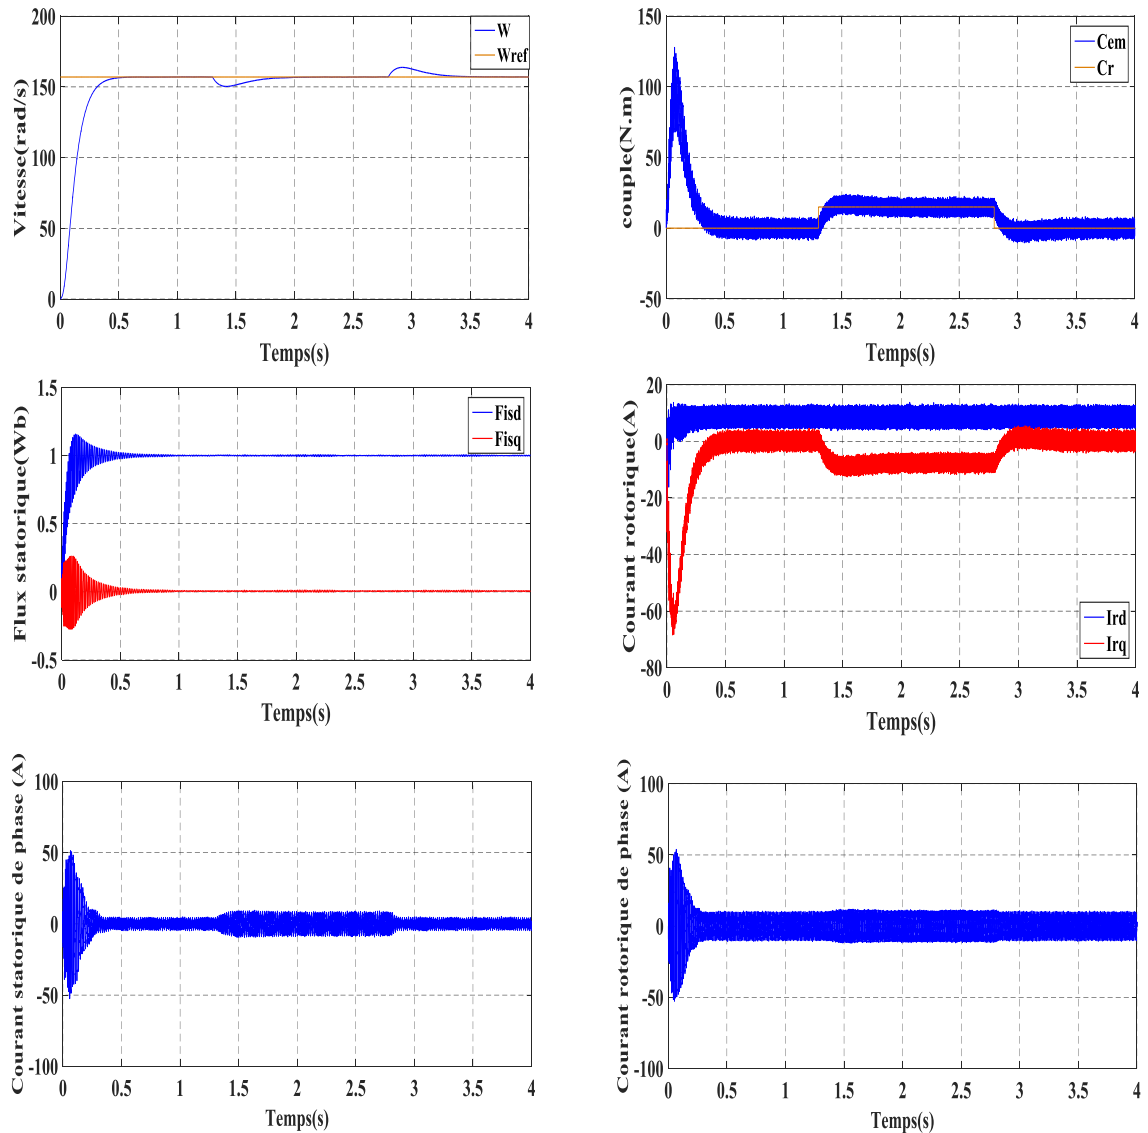 Vitesse(rad/s)
200
150
100
50
0
W
Wref
0 0.5 1 1.5 2 2.5 3 3.5 4
Temps(s)
couple(N.m)
150
100
50
0
-50
Cem
Cr
0 0.5 1 1.5 2 2.5 3 3.5 4
Temps(s)
Flux statorique(Wb)
1.5
1
0.5
0
-0.5
Fisd
Fisq
0 0.5 1 1.5 2 2.5 3 3.5 4
Temps(s)
Courant rotorique(A)
20
0
-20
-40
-60
-80
Ird
Irq
0 0.5 1 1.5 2 2.5 3 3.5 4
Temps(s)
Courant statorique de phase (A)
100
50
0
-50
-100
0 0.5 1 1.5 2 2.5 3 3.5 4
Temps(s)
Courant rotorique de phase (A)
100
50
0
-50
-100
0 0.5 1 1.5 2 2.5 3 3.5 4
Temps(s)